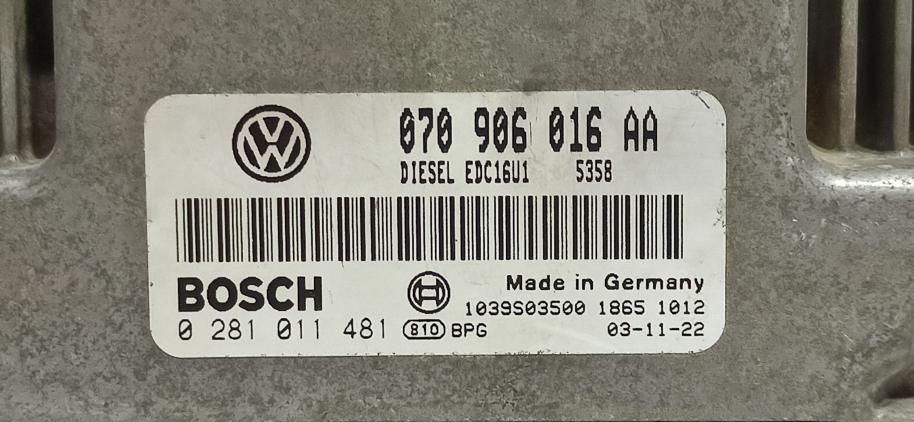 VW
070 906 016 AA
DIESEL EDC16U1 5358
BOSCH
Made in Germany
1039S03500 1865 1012
0 281 011 481 810 BPG 03-11-22